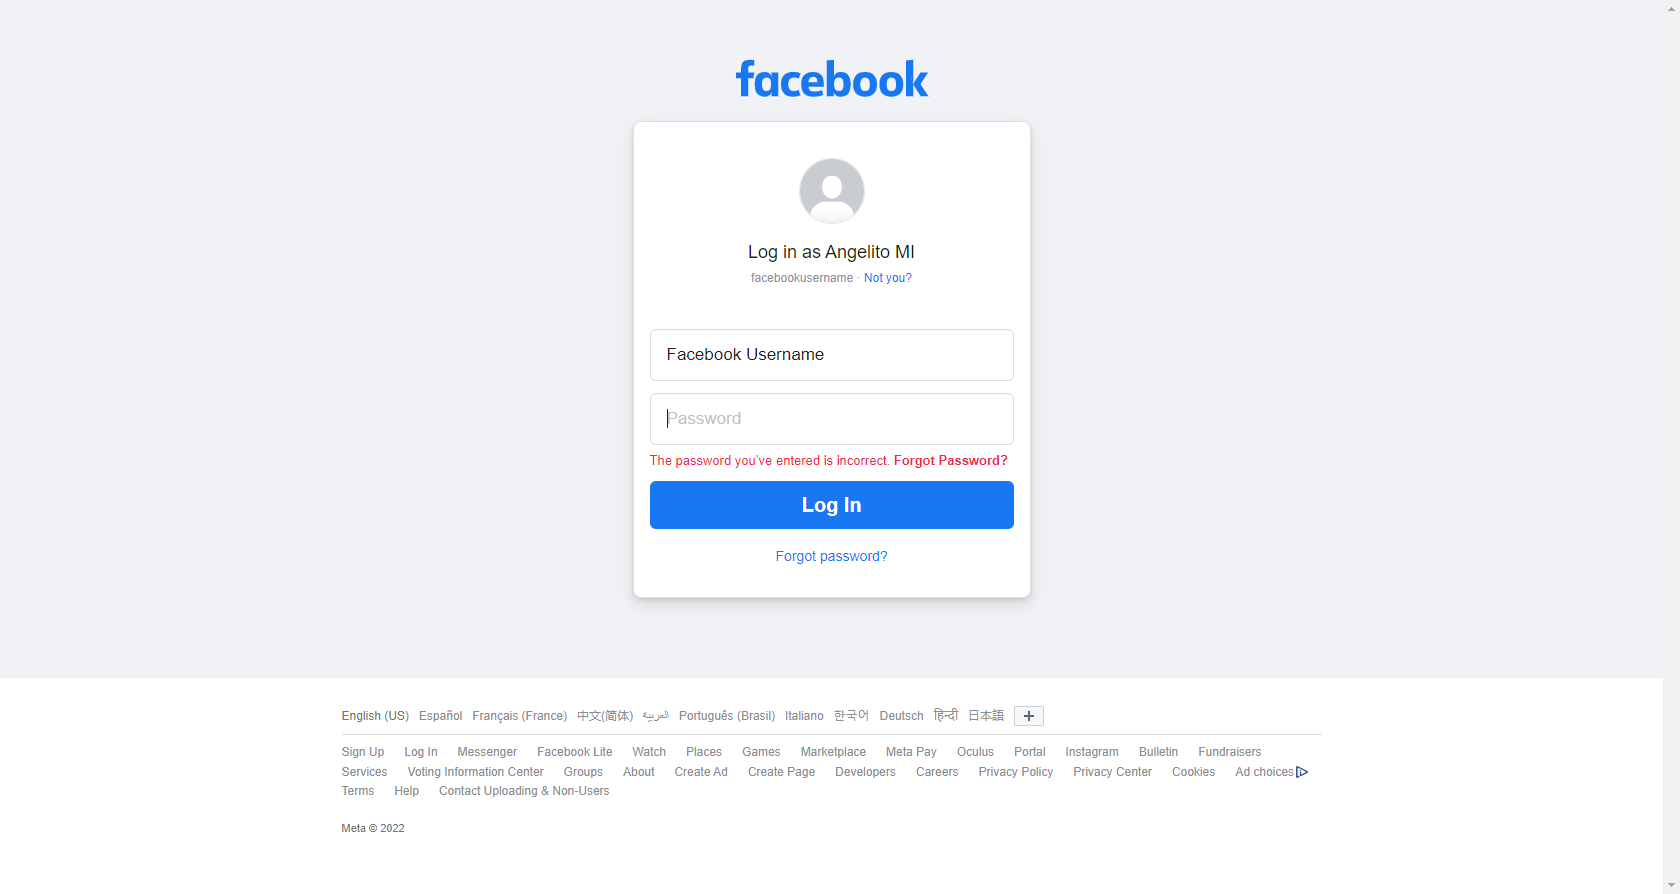 facebook
Log in as Angelito MI
facebookusername · Not you?
Facebook Username
Password
The password you've entered is incorrect. Forgot Password?
Log In
Forgot password?
English (US) Español Français (France) 中文(简体) العربية Português (Brasil) Italiano 한국어 Deutsch हिन्दी 日本語 +
Sign Up Log In Messenger Facebook Lite Watch Places Games Marketplace Meta Pay Oculus Portal Instagram Bulletin Fundraisers
Services Voting Information Center Groups About Create Ad Create Page Developers Careers Privacy Policy Privacy Center Cookies Ad choices
Terms Help Contact Uploading & Non-Users
Meta © 2022